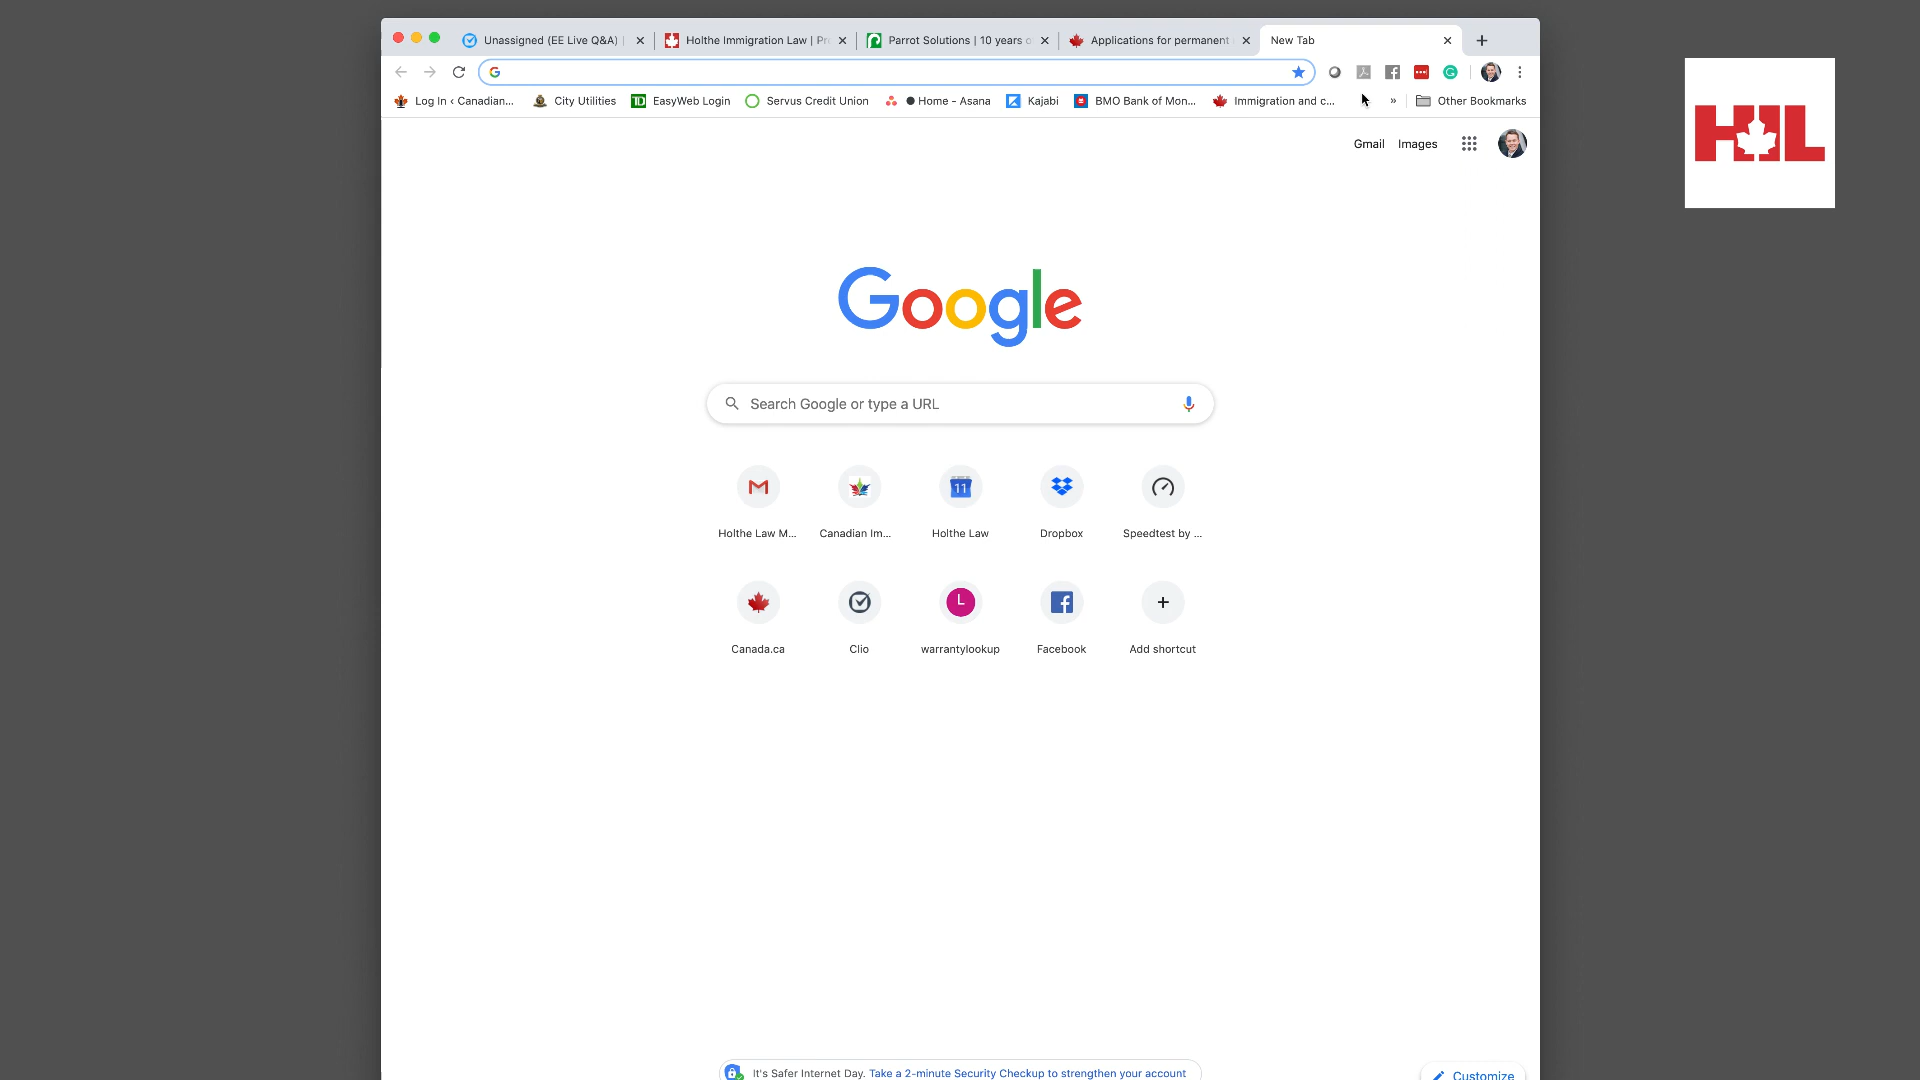 Unassigned (EE Live Q&A) |
Holthe Immigration Law | Pr
Parrot Solutions | 10 years o
Applications for permanent
New Tab
Log In < Canadian...
City Utilities
TD
EasyWeb Login
Servus Credit Union
Home - Asana
Kajabi
BMO Bank of Mon...
Immigration and c...
»
Other Bookmarks
Gmail
Images
HL
Google
Search Google or type a URL
11
Holthe Law M...
Canadian Im...
Holthe Law
Dropbox
Speedtest by ...
L
Canada.ca
Clio
warrantylookup
Facebook
Add shortcut
It's Safer Internet Day. Take a 2-minute Security Checkup to strengthen your account
Customize